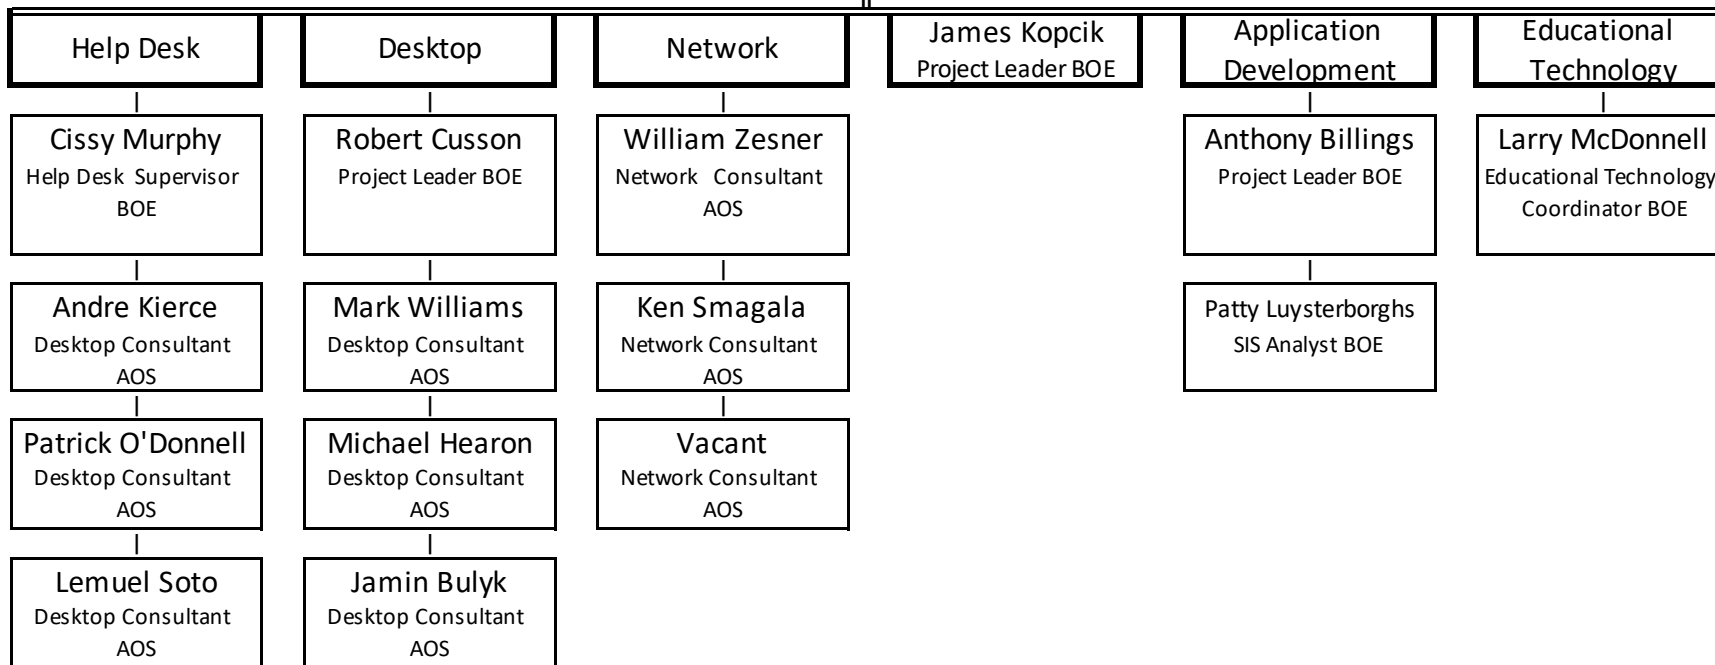 Help Desk
Desktop
Network
James Kopcik
Project Leader BOE
Application
Development
Educational
Technology
Cissy Murphy
Help Desk Supervisor
BOE
Robert Cusson
Project Leader BOE
William Zesner
Network Consultant
AOS
Anthony Billings
Project Leader BOE
Larry McDonnell
Educational Technology
Coordinator BOE
Andre Kierce
Desktop Consultant
AOS
Mark Williams
Desktop Consultant
AOS
Ken Smagala
Network Consultant
AOS
Patty Luysterborghs
SIS Analyst BOE
Patrick O'Donnell
Desktop Consultant
AOS
Michael Hearon
Desktop Consultant
AOS
Vacant
Network Consultant
AOS
Lemuel Soto
Desktop Consultant
AOS
Jamin Bulyk
Desktop Consultant
AOS